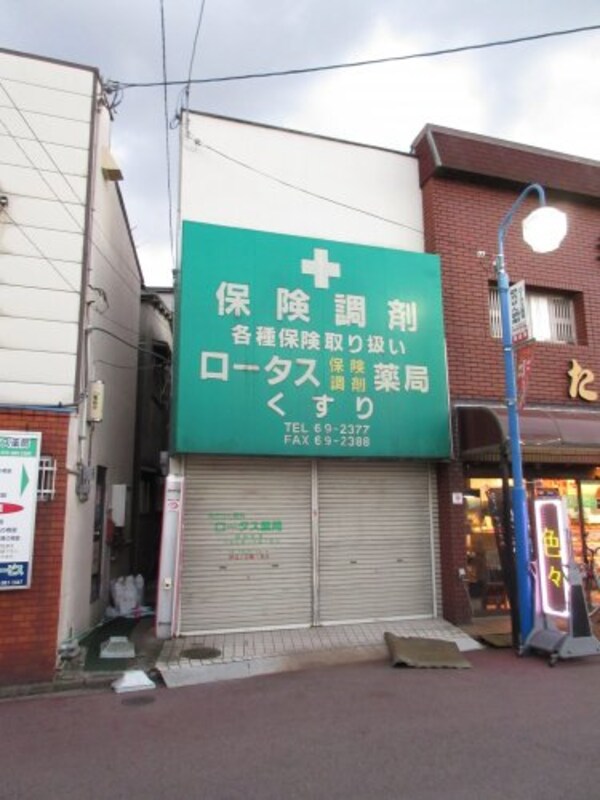 保険調剤
各種保険取り扱い
ロータス 保険調剤 薬局
くすり
TEL 69-2377
FAX 69-2388
ロータス薬局
た
色々